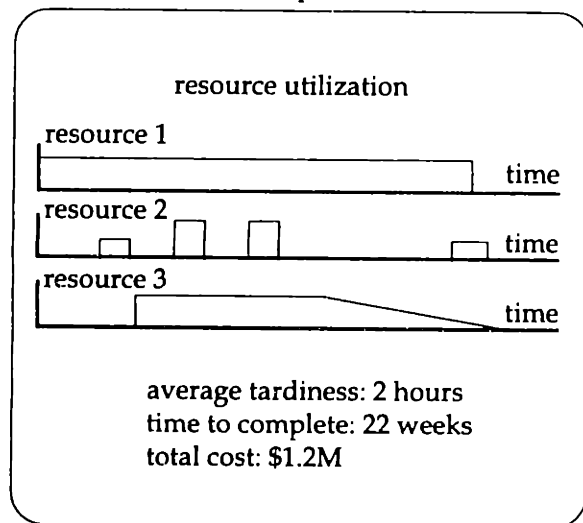 resource utilization
resource 1
time
resource 2
time
resource 3
time
average tardiness: 2 hours
time to complete: 22 weeks
total cost: $1.2M